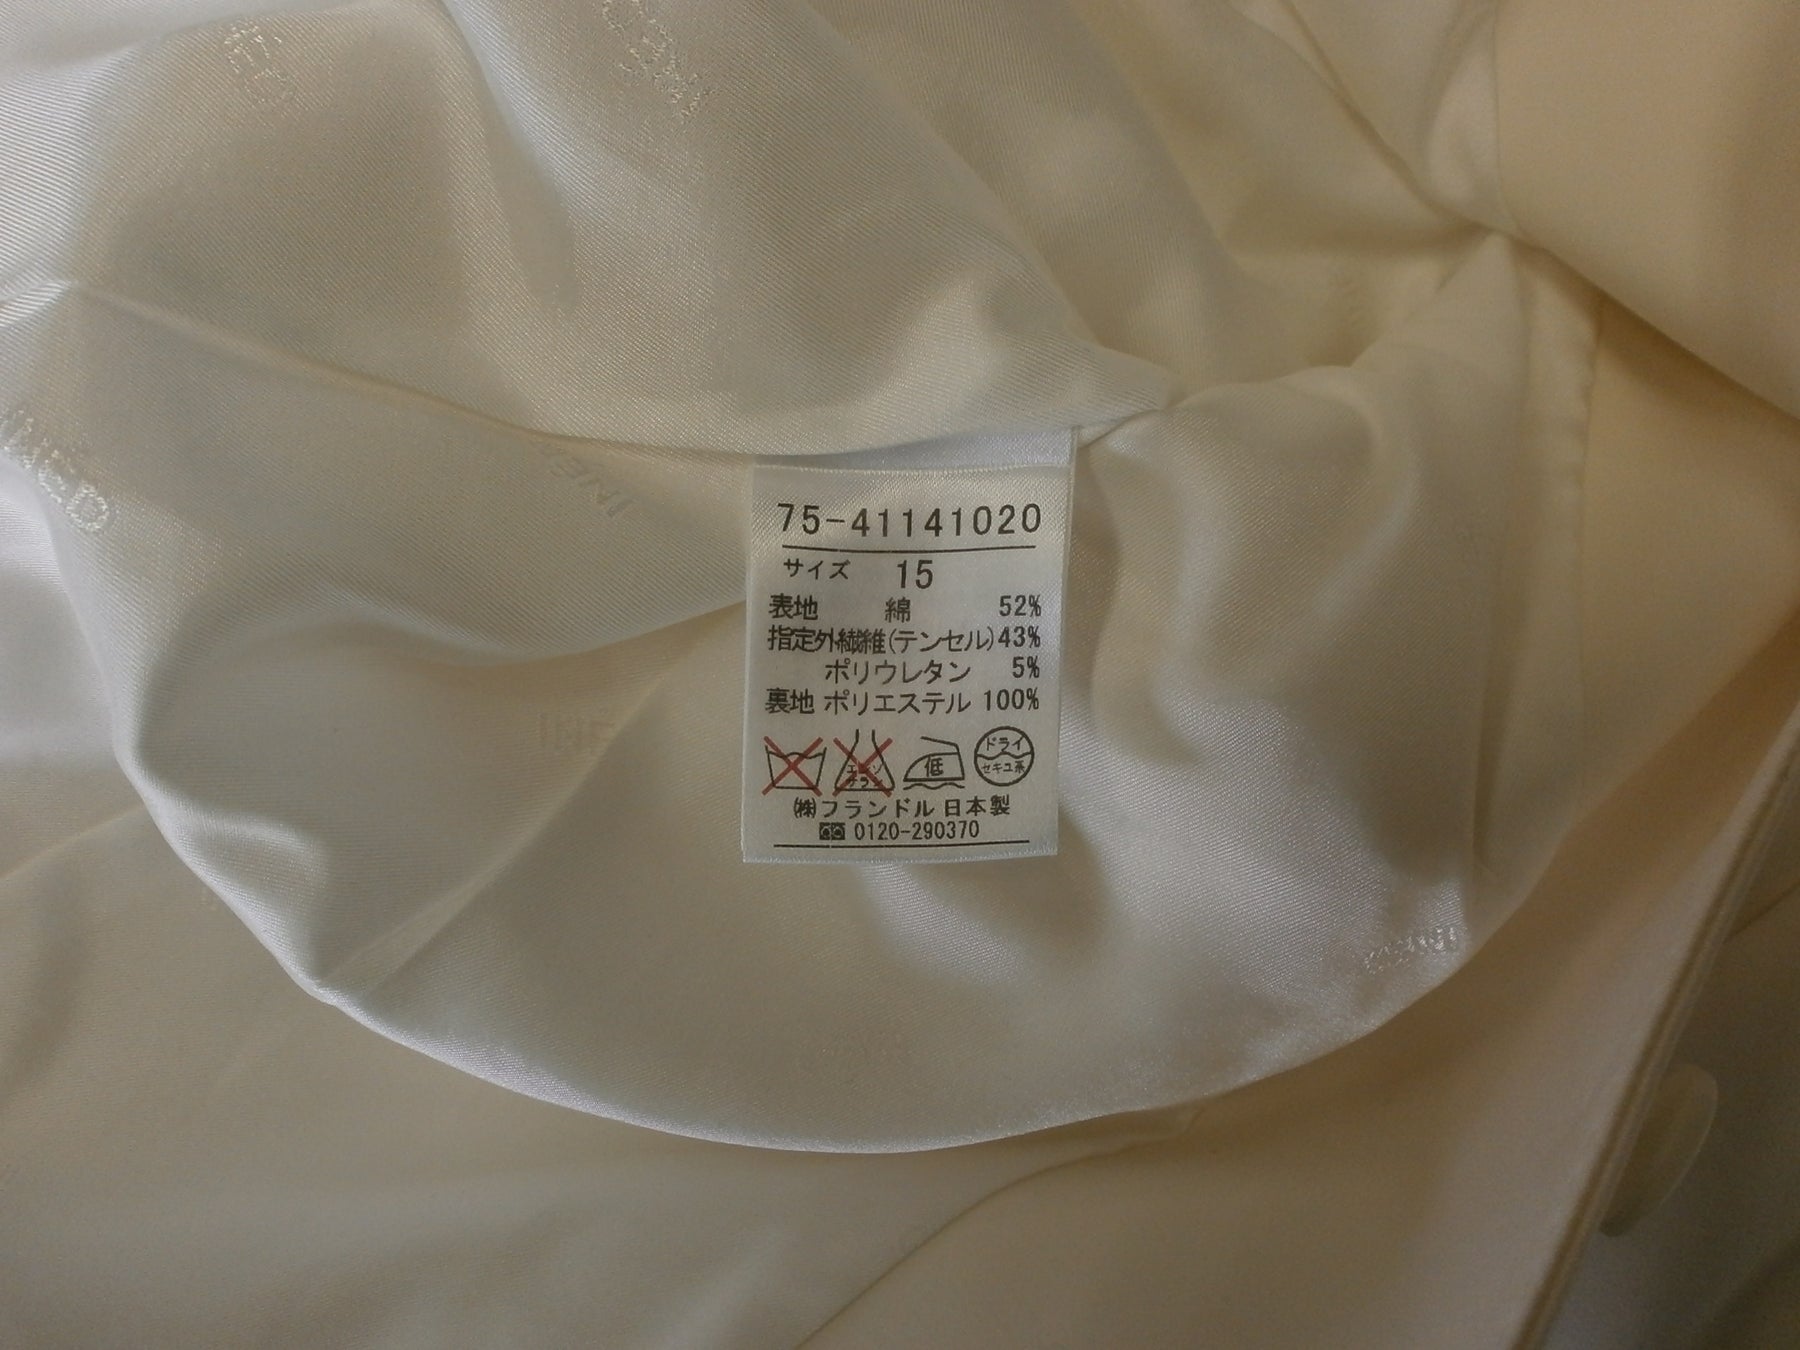 75-41141020
サイズ 15
表地 綿 52%
指定外繊維(テンセル)43%
ポリウレタン 5%
裏地 ポリエステル 100%
低
ドライ
セキユ系
㈱フランドル 日本製
0120-290370